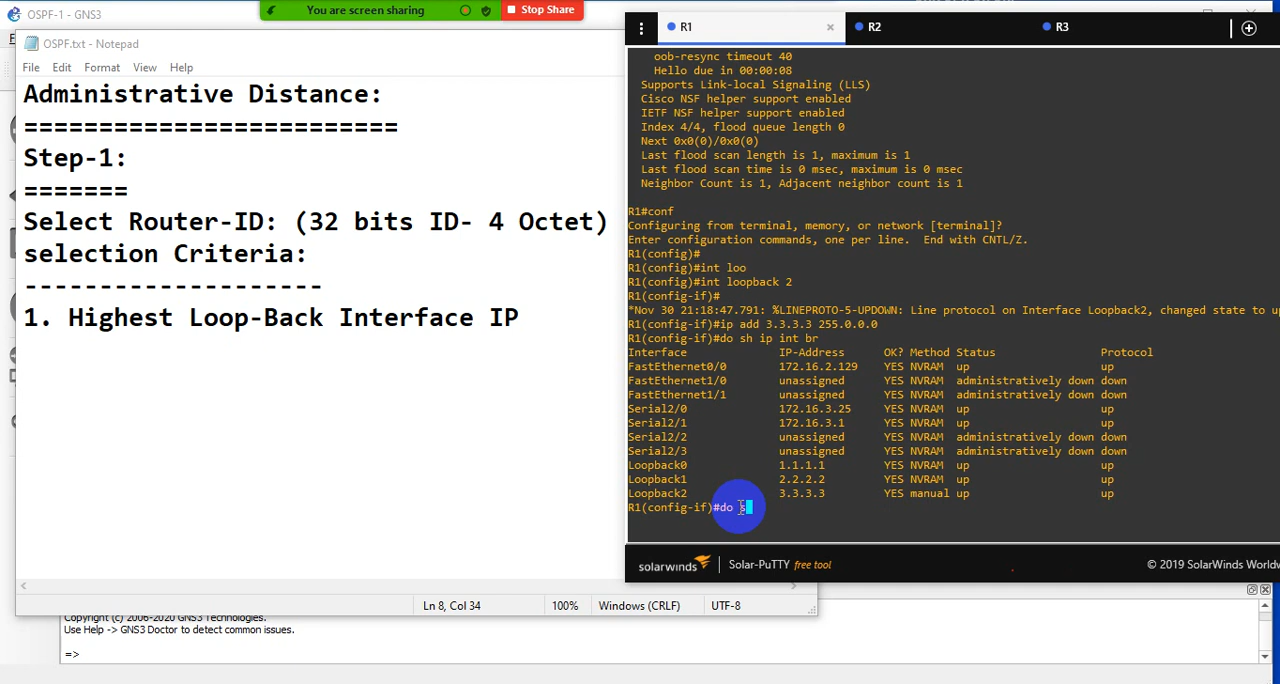 OSPF-1 - GNS3
You are screen sharing
Stop Share
OSPF.txt - Notepad
File Edit Format View Help
Administrative Distance:
=========================
Step-1:
=======
Select Router-ID: (32 bits ID- 4 Octet)
selection Criteria:
--------------------
1. Highest Loop-Back Interface IP
Ln 8, Col 34 100% Windows (CRLF) UTF-8
Copyright (c) 2006-2020 GNS3 Technologies.
Use Help -> GNS3 Doctor to detect common issues.
=>
R1 R2 R3
oob-resync timeout 40
Hello due in 00:00:08
Supports Link-local Signaling (LLS)
Cisco NSF helper support enabled
IETF NSF helper support enabled
Index 4/4, flood queue length 0
Next 0x0(0)/0x0(0)
Last flood scan length is 1, maximum is 1
Last flood scan time is 0 msec, maximum is 0 msec
Neighbor Count is 1, Adjacent neighbor count is 1
R1#conf
Configuring from terminal, memory, or network [terminal]?
Enter configuration commands, one per line.  End with CNTL/Z.
R1(config)#
R1(config)#int loo
R1(config)#int loopback 2
R1(config-if)#
*Nov 30 21:18:47.791: %LINEPROTO-5-UPDOWN: Line protocol on Interface Loopback2, changed state to
R1(config-if)#ip add 3.3.3.3 255.0.0.0
R1(config-if)#do sh ip int br
Interface IP-Address OK? Method Status Protocol
FastEthernet0/0 172.16.2.129 YES NVRAM up up
FastEthernet1/0 unassigned YES NVRAM administratively down down
FastEthernet1/1 unassigned YES NVRAM administratively down down
Serial2/0 172.16.3.25 YES NVRAM up up
Serial2/1 172.16.3.1 YES NVRAM up up
Serial2/2 unassigned YES NVRAM administratively down down
Serial2/3 unassigned YES NVRAM administratively down down
Loopback0 1.1.1.1 YES NVRAM up up
Loopback1 2.2.2.2 YES NVRAM up up
Loopback2 3.3.3.3 YES manual up up
R1(config-if)#do s
solarwinds Solar-PuTTY free tool © 2019 SolarWinds